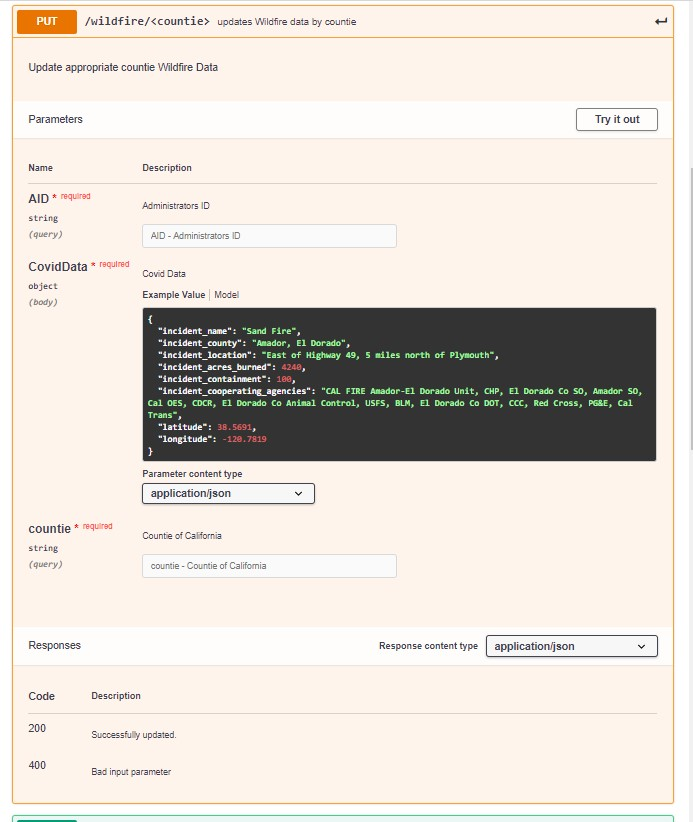 PUT /wildfire/<countie> updates Wildfire data by countie
Update appropriate countie Wildfire Data
Parameters Try it out
Name Description
AID * required
string
(query)
Administrators ID
AID - Administrators ID
CovidData * required
object
(body)
Covid Data
Example Value Model
{
"incident_name": "Sand Fire",
"incident_county": "Amador, El Dorado",
"incident_location": "East of Highway 49, 5 miles north of Plymouth",
"incident_acres_burned": 4240,
"incident_containment": 100,
"incident_cooperating_agencies": "CAL FIRE Amador-El Dorado Unit, CHP, El Dorado Co SO, Amador SO,
Cal OES, CDCR, El Dorado Co Animal Control, USFS, BLM, El Dorado Co DOT, CCC, Red Cross, PG&E, Cal
Trans",
"latitude": 38.5691,
"longitude": -120.7819
}
Parameter content type
application/json
countie * required
string
(query)
Countie of California
countie - Countie of California
Responses Response content type application/json
Code Description
200 Successfully updated.
400 Bad input parameter